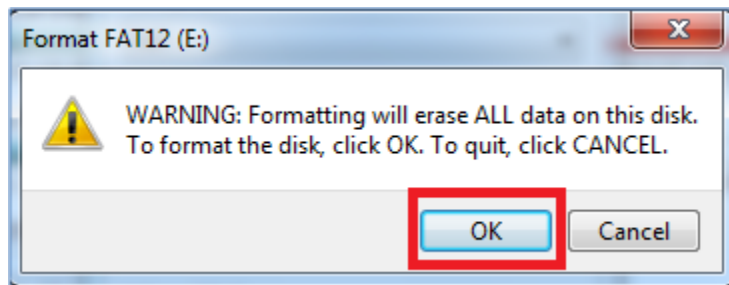 Format FAT12 (E:)
WARNING: Formatting will erase ALL data on this disk.
To format the disk, click OK. To quit, click CANCEL.
OK
Cancel